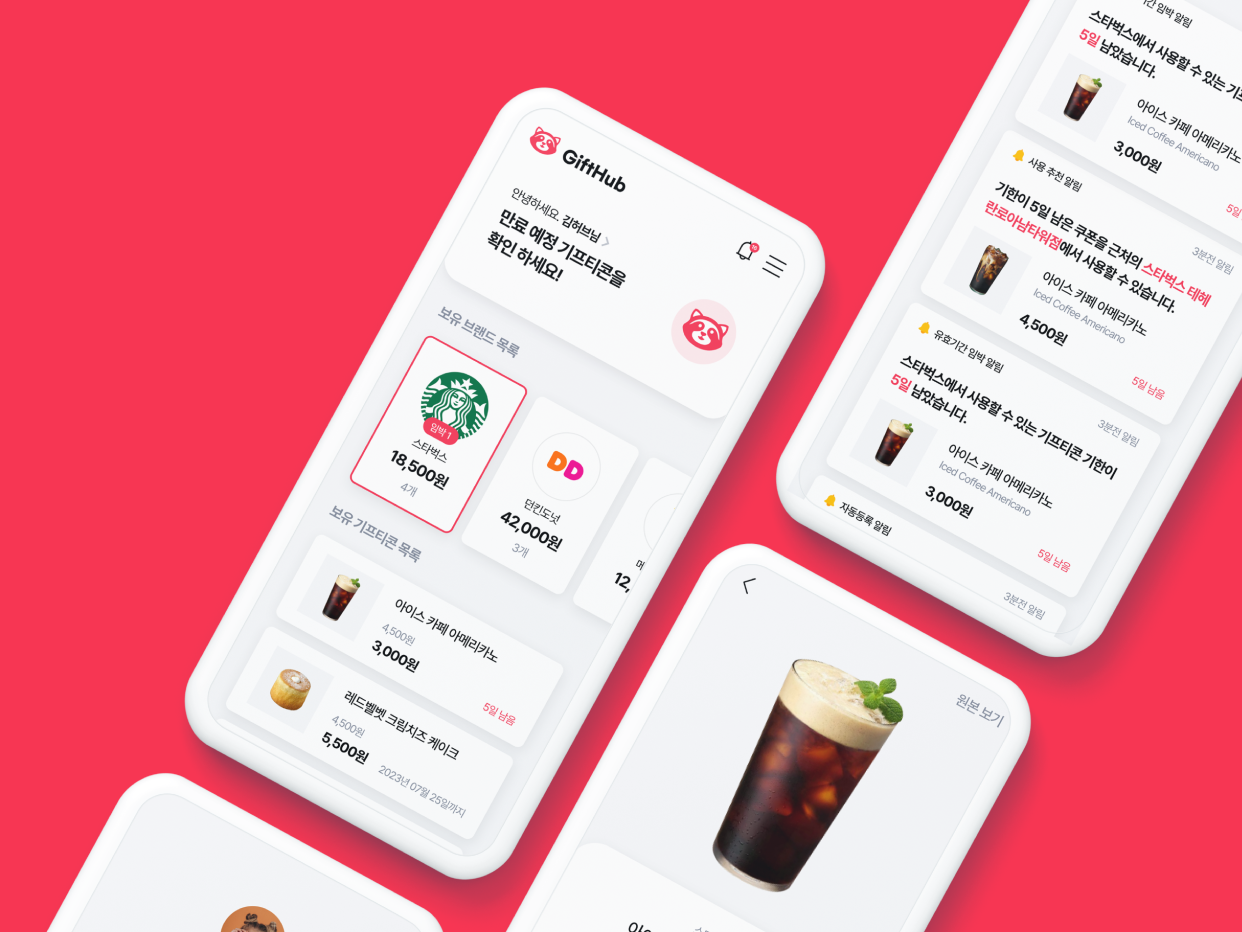 GiftHub
안녕하세요. 김허브님
만료 예정 기프티콘을
확인 하세요!
보유 브랜드 목록
임박 1
스타벅스
18,500원
4개
던킨도넛
42,000원
3개
12,
보유 기프티콘 목록
아이스 카페 아메리카노
4,500원
3,000원
5일 남음
레드벨벳 크림치즈 케이크
4,500원
5,500원
2023년 07월 25일까지
임박 알림
스타벅스에서 사용할 수 있는
5일 남았습니다.
아이스 카페 아메리카노
Iced Coffee Americano
3,000원
5일
사용 추천 알림
3분전 알림
기한이 5일 남은 쿠폰을 근처의 스타벅스 테헤
란로아남타워점에서 사용할 수 있습니다.
아이스 카페 아메리카노
Iced Coffee Americano
4,500원
5일 남음
유효기간 임박 알림
3분전 알림
스타벅스에서 사용할 수 있는 기프티콘 기한이
5일 남았습니다.
아이스 카페 아메리카노
Iced Coffee Americano
3,000원
5일 남음
자동등록 알림
3분전 알림
원본 보기